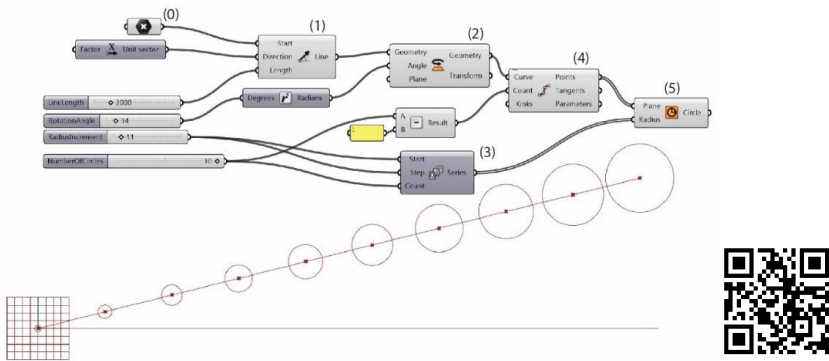 (0)
(1)
(2)
(3)
(4)
(5)
Factor X Unit vector
Start
Direction Line
Length
Geometry Geometry
Angle
Plane Transform
LineLength 2000
RotationAngle 14
RadiusIncrement 11
NumberOfCircles 10
Degrees Radians
A
B
Result
Start
Step Series
Count
Curve Points
Count Tangents
Kinks Parameters
Plane
Radius Circle